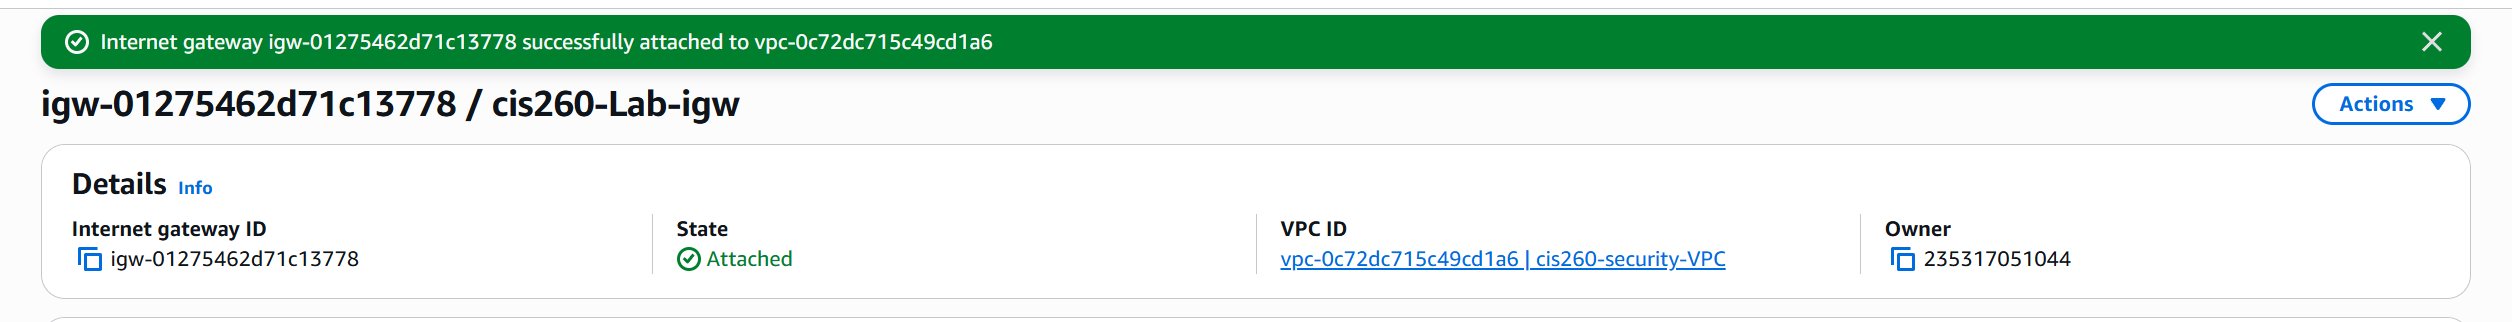 Internet gateway igw-01275462d71c13778 successfully attached to vpc-0c72dc715c49cd1a6
igw-01275462d71c13778 / cis260-Lab-igw
Actions
Details Info
Internet gateway ID
igw-01275462d71c13778
State
Attached
VPC ID
vpc-0c72dc715c49cd1a6 | cis260-security-VPC
Owner
235317051044